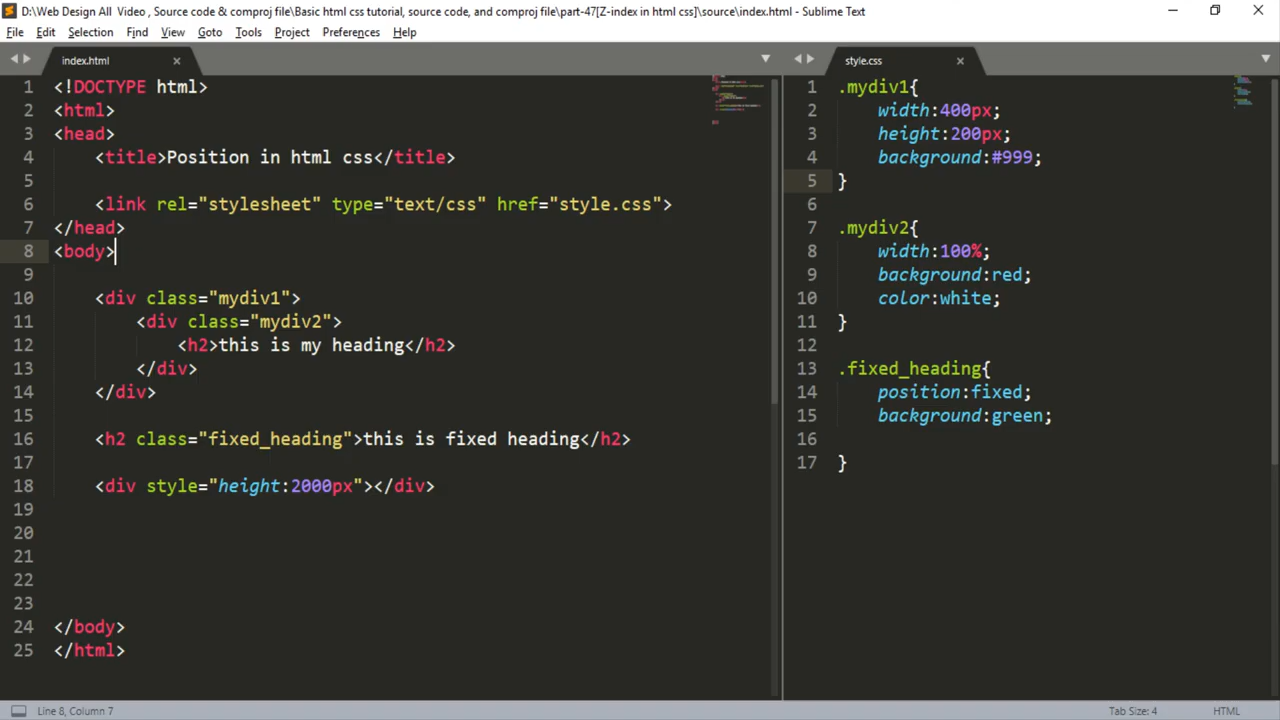 D:\Web Design All Video , Source code & comproj file\Basic html css tutorial, source code, and comproj file\part-47[Z-index in html css]\source\index.html - Sublime Text
File Edit Selection Find View Goto Tools Project Preferences Help
index.html
1 <!DOCTYPE html>
2 <html>
3 <head>
4     <title>Position in html css</title>
5
6     <link rel="stylesheet" type="text/css" href="style.css">
7 </head>
8 <body>
9
10     <div class="mydiv1">
11         <div class="mydiv2">
12             <h2>this is my heading</h2>
13         </div>
14     </div>
15
16     <h2 class="fixed_heading">this is fixed heading</h2>
17
18     <div style="height:2000px"></div>
19
20
21
22
23
24 </body>
25 </html>
style.css
1 .mydiv1{
2     width:400px;
3     height:200px;
4     background:#999;
5 }
6
7 .mydiv2{
8     width:100%;
9     background:red;
10     color:white;
11 }
12
13 .fixed_heading{
14     position:fixed;
15     background:green;
16
17 }
Line 8, Column 7
Tab Size: 4
HTML